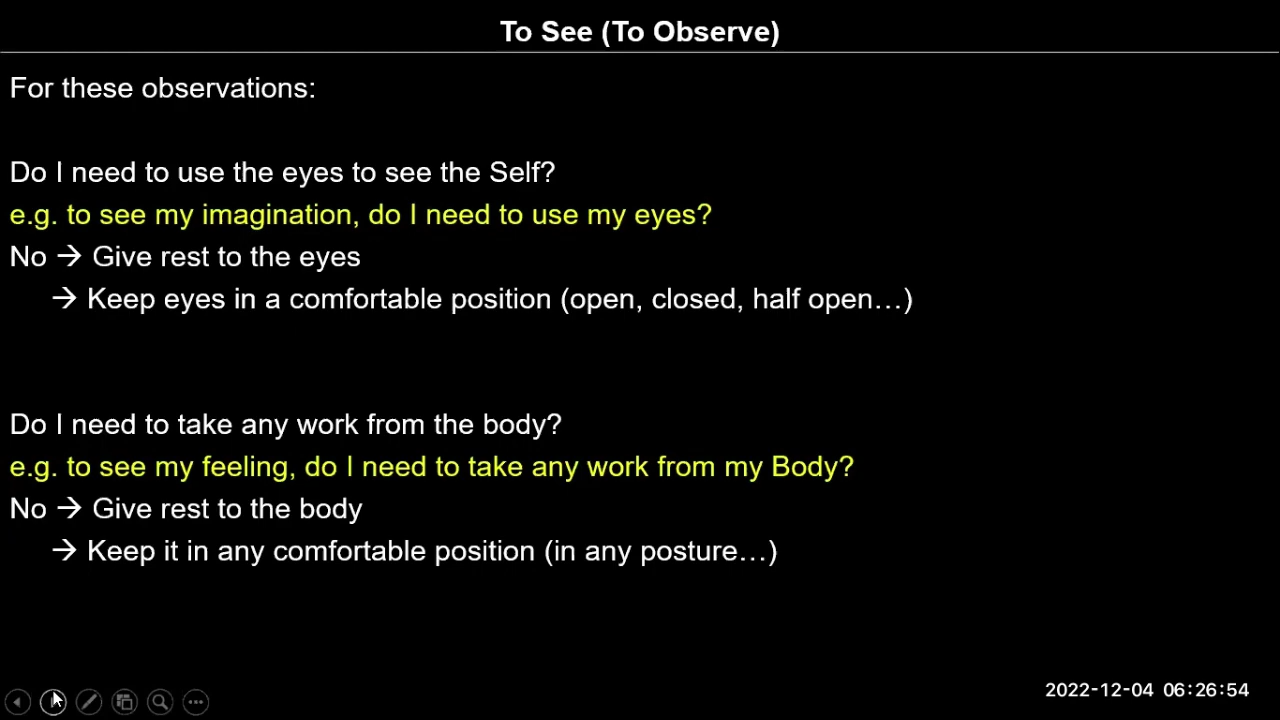 To See (To Observe)
For these observations:
Do I need to use the eyes to see the Self?
e.g. to see my imagination, do I need to use my eyes?
No → Give rest to the eyes
→ Keep eyes in a comfortable position (open, closed, half open…)
Do I need to take any work from the body?
e.g. to see my feeling, do I need to take any work from my Body?
No → Give rest to the body
→ Keep it in any comfortable position (in any posture…)
2022-12-04 06:26:54